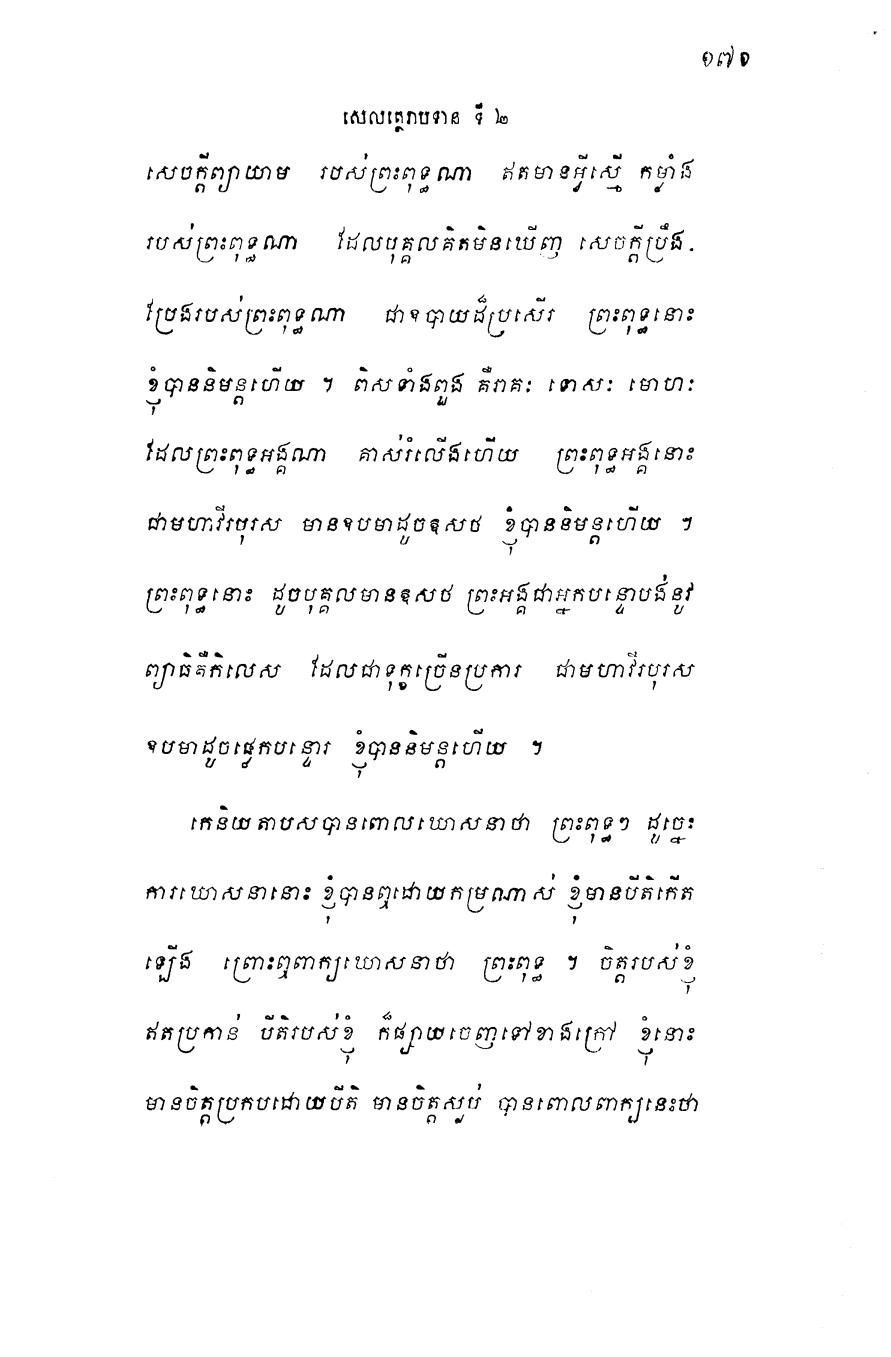 ១៧១
សេលត្ថេរាបទាន ទី ២
សេចក្តីព្យាយាម របស់ព្រះពុទ្ធណា ឥតមានអ្វីស្មើ កម្លាំង
របស់ព្រះពុទ្ធណា ដែលបុគ្គលគិតមិនឃើញ សេចក្តីប្រឹង.
ប្រែងរបស់ព្រះពុទ្ធណា ជាឧបាយដ៏ប្រសើរ ព្រះពុទ្ធនោះ
ខ្ញុំបាននិមន្តហើយ ។ ពិសទាំងពួង គឺរាគៈ ទោសៈ មោហៈ
ដែលព្រះពុទ្ធអង្គណា គាស់រំលើងហើយ ព្រះពុទ្ធអង្គនោះ
ជាមហាវីរបុរស មានឧបមាដូចឱសថ ខ្ញុំបាននិមន្តហើយ ។
ព្រះពុទ្ធនោះ ដូចបុគ្គលមានឱសថ ព្រះអង្គជាអ្នកបន្ទោបង់នូវ
ព្យាធិគឺកិលេស ដែលជាទុក្ខច្រើនប្រការ ជាមហាវីរបុរស
ឧបមាដូចផ្ទេកបន្ទោរ ខ្ញុំបាននិមន្តហើយ ។
កេនិយតាបសបានពោលឃោសនាថា ព្រះពុទ្ធៗ ដូច្នេះ
ការឃោសនានោះ ខ្ញុំបានឮដោយកម្រណាស់ ខ្ញុំមានបីតិកើត
ឡើង ព្រោះឮពាក្យឃោសនាថា ព្រះពុទ្ធ ។ ចិត្តរបស់ខ្ញុំ
ឥតប្រកាន់ បីតិរបស់ខ្ញុំ ក៏ផ្សាយចេញទៅខាងក្រៅ ខ្ញុំនោះ
មានចិត្តប្រកបដោយបីតិ មានចិត្តស្ងប់ បានពោលពាក្យនេះថា